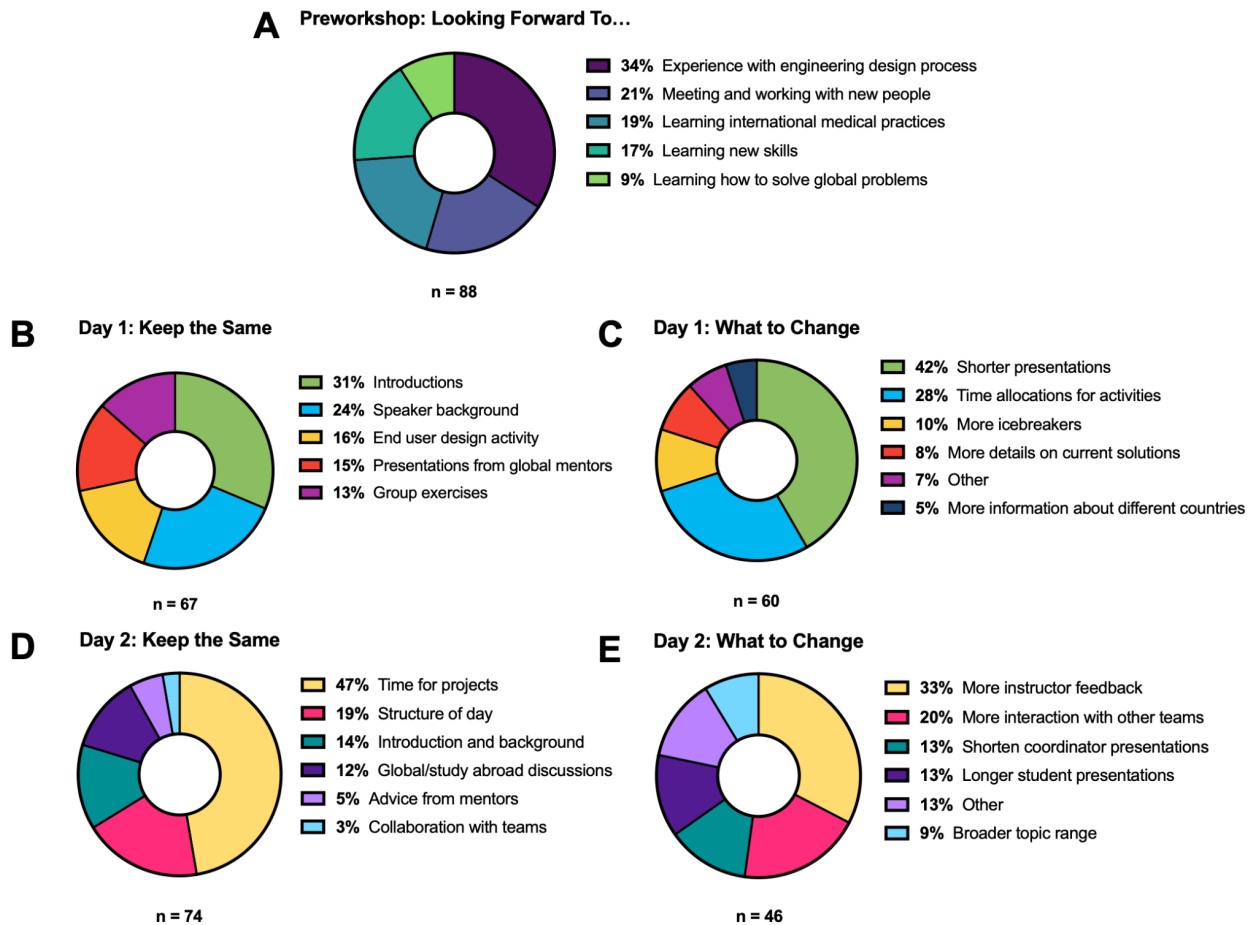 A
Preworkshop: Looking Forward To…
34% Experience with engineering design process
21% Meeting and working with new people
19% Learning international medical practices
17% Learning new skills
9% Learning how to solve global problems
n = 88
B
Day 1: Keep the Same
31% Introductions
24% Speaker background
16% End user design activity
15% Presentations from global mentors
13% Group exercises
n = 67
C
Day 1: What to Change
42% Shorter presentations
28% Time allocations for activities
10% More icebreakers
8% More details on current solutions
7% Other
5% More information about different countries
n = 60
D
Day 2: Keep the Same
47% Time for projects
19% Structure of day
14% Introduction and background
12% Global/study abroad discussions
5% Advice from mentors
3% Collaboration with teams
n = 74
E
Day 2: What to Change
33% More instructor feedback
20% More interaction with other teams
13% Shorten coordinator presentations
13% Longer student presentations
13% Other
9% Broader topic range
n = 46